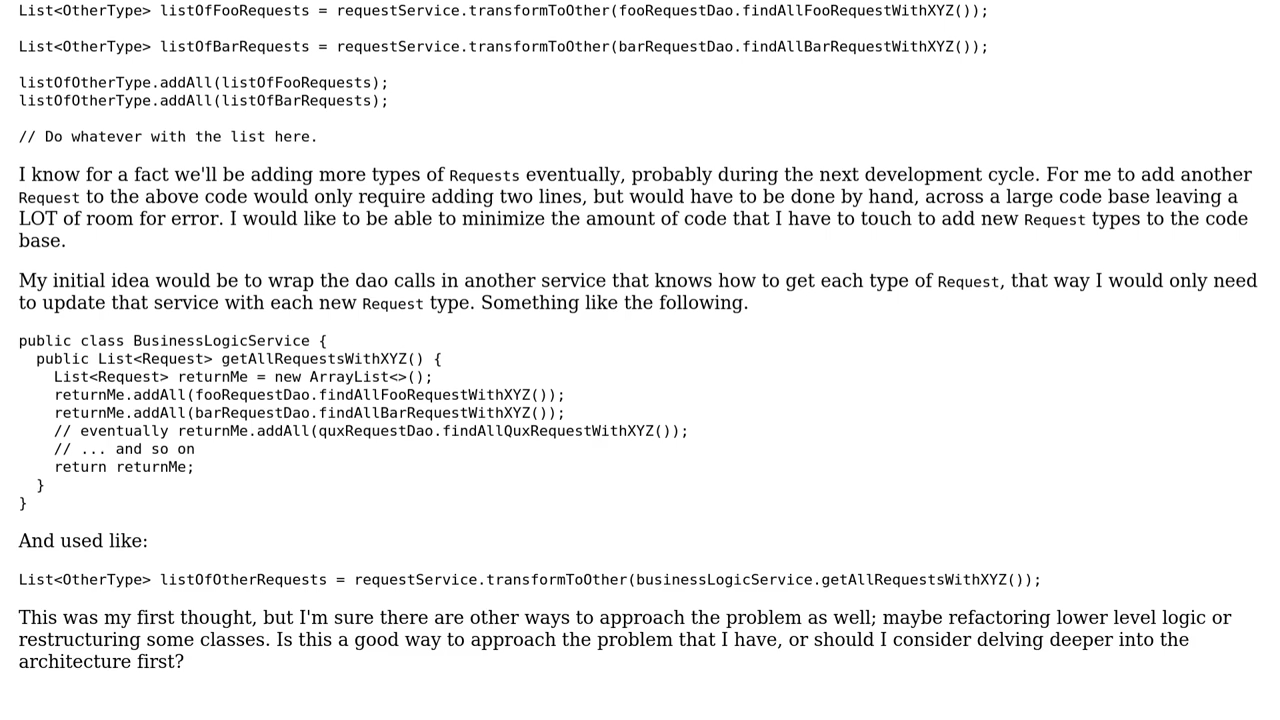 List<OtherType> listOfFooRequests = requestService.transformToOther(fooRequestDao.findAllFooRequestWithXYZ());
List<OtherType> listOfBarRequests = requestService.transformToOther(barRequestDao.findAllBarRequestWithXYZ());
listOfOtherType.addAll(listOfFooRequests);
listOfOtherType.addAll(listOfBarRequests);
// Do whatever with the list here.
I know for a fact we'll be adding more types of Requests eventually, probably during the next development cycle. For me to add another
Request to the above code would only require adding two lines, but would have to be done by hand, across a large code base leaving a
LOT of room for error. I would like to be able to minimize the amount of code that I have to touch to add new Request types to the code
base.
My initial idea would be to wrap the dao calls in another service that knows how to get each type of Request, that way I would only need
to update that service with each new Request type. Something like the following.
public class BusinessLogicService {
  public List<Request> getAllRequestsWithXYZ() {
    List<Request> returnMe = new ArrayList<>();
    returnMe.addAll(fooRequestDao.findAllFooRequestWithXYZ());
    returnMe.addAll(barRequestDao.findAllBarRequestWithXYZ());
    // eventually returnMe.addAll(quxRequestDao.findAllQuxRequestWithXYZ());
    // ... and so on
    return returnMe;
  }
}
And used like:
List<OtherType> listOfOtherRequests = requestService.transformToOther(businessLogicService.getAllRequestsWithXYZ());
This was my first thought, but I'm sure there are other ways to approach the problem as well; maybe refactoring lower level logic or
restructuring some classes. Is this a good way to approach the problem that I have, or should I consider delving deeper into the
architecture first?